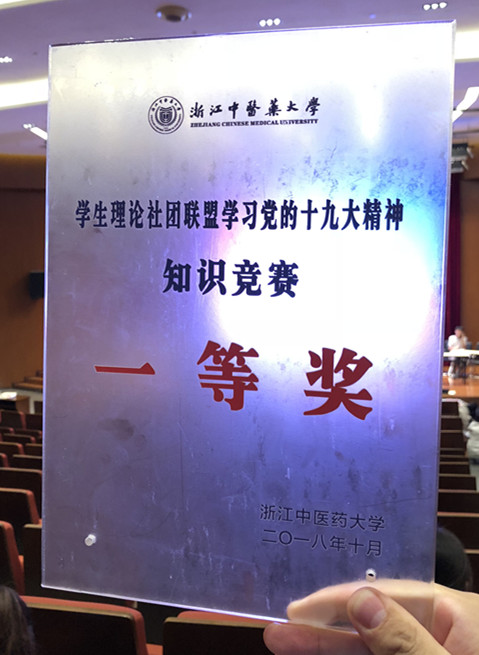 浙江中醫藥大學
ZHEJIANG CHINESE MEDICAL UNIVERSITY
学生理论社团联盟学习党的十九大精神
知识竞赛
一等奖
浙江中医药大学
二〇一八年十月